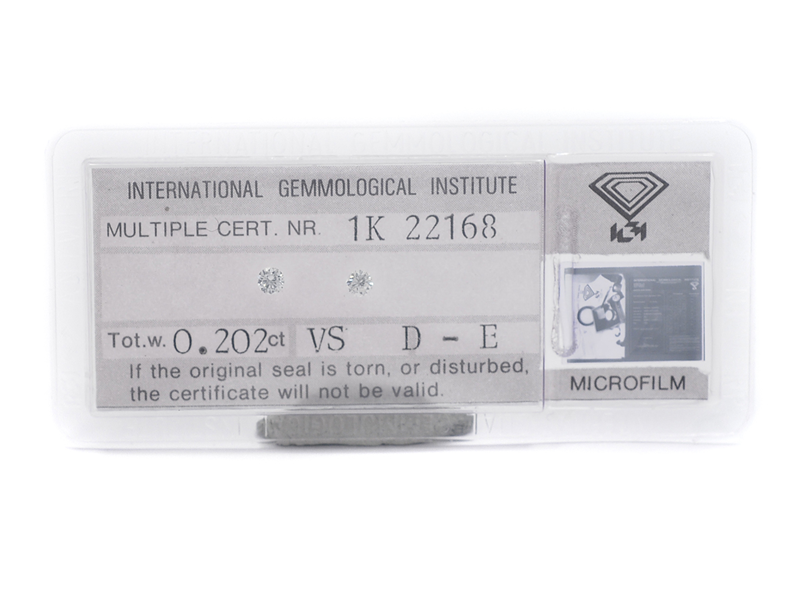 INTERNATIONAL GEMMOLOGICAL INSTITUTE
MULTIPLE CERT. NR. 1K 22168
Tot.w. 0.202ct VS D - E
If the original seal is torn, or disturbed,
the certificate will not be valid.
IGI
MICROFILM